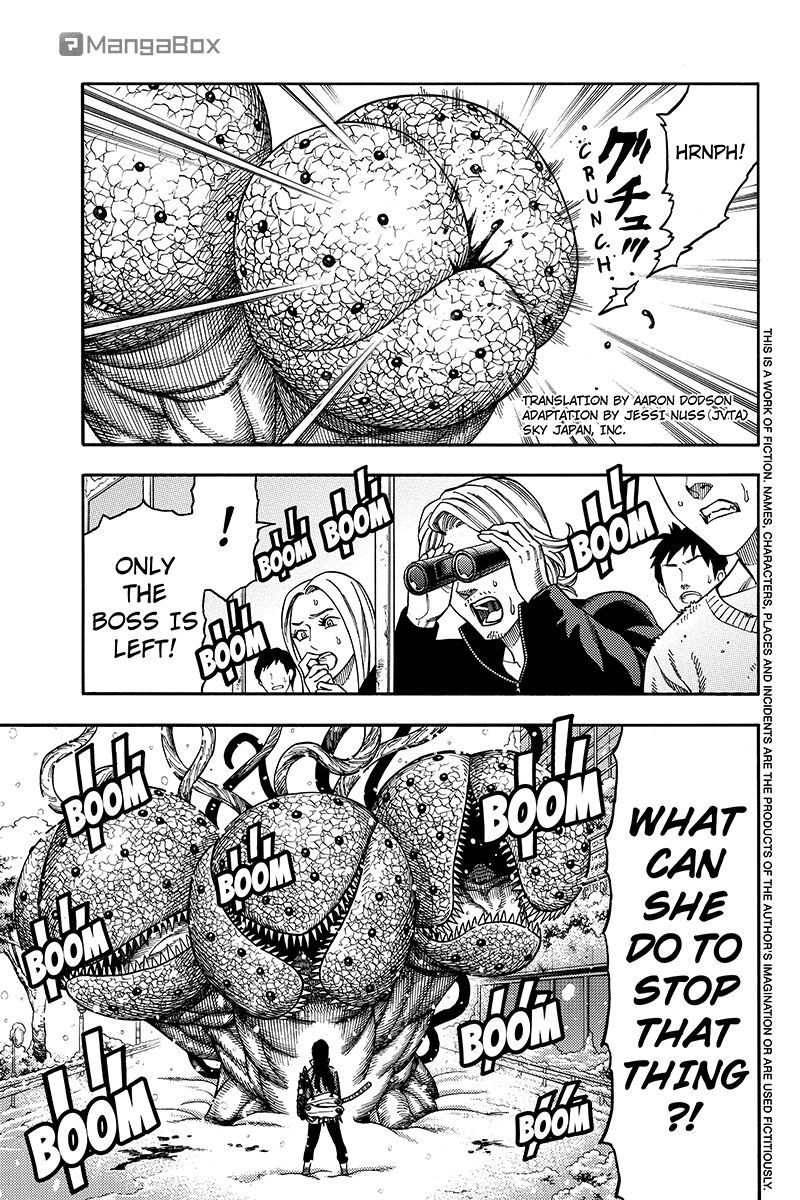 MangaBox
HRNPH!
グチュッ
CRUNCH
TRANSLATION BY AARON DODSON
ADAPTATION BY JESSI NUSS (JVTA)
SKY JAPAN, INC.
BOOM
BOOM
BOOM
!
ONLY
THE
BOSS IS
LEFT!
BOOM
BOOM
WHAT
CAN
SHE
DO TO
STOP
THAT
THING
?!
BOOM
BOOM
BOOM
BOOM
BOOM
BOOM
BOOM
THIS IS A WORK OF FICTION. NAMES, CHARACTERS, PLACES AND INCIDENTS ARE THE PRODUCTS OF THE AUTHOR'S IMAGINATION OR ARE USED FICTITIOUSLY.